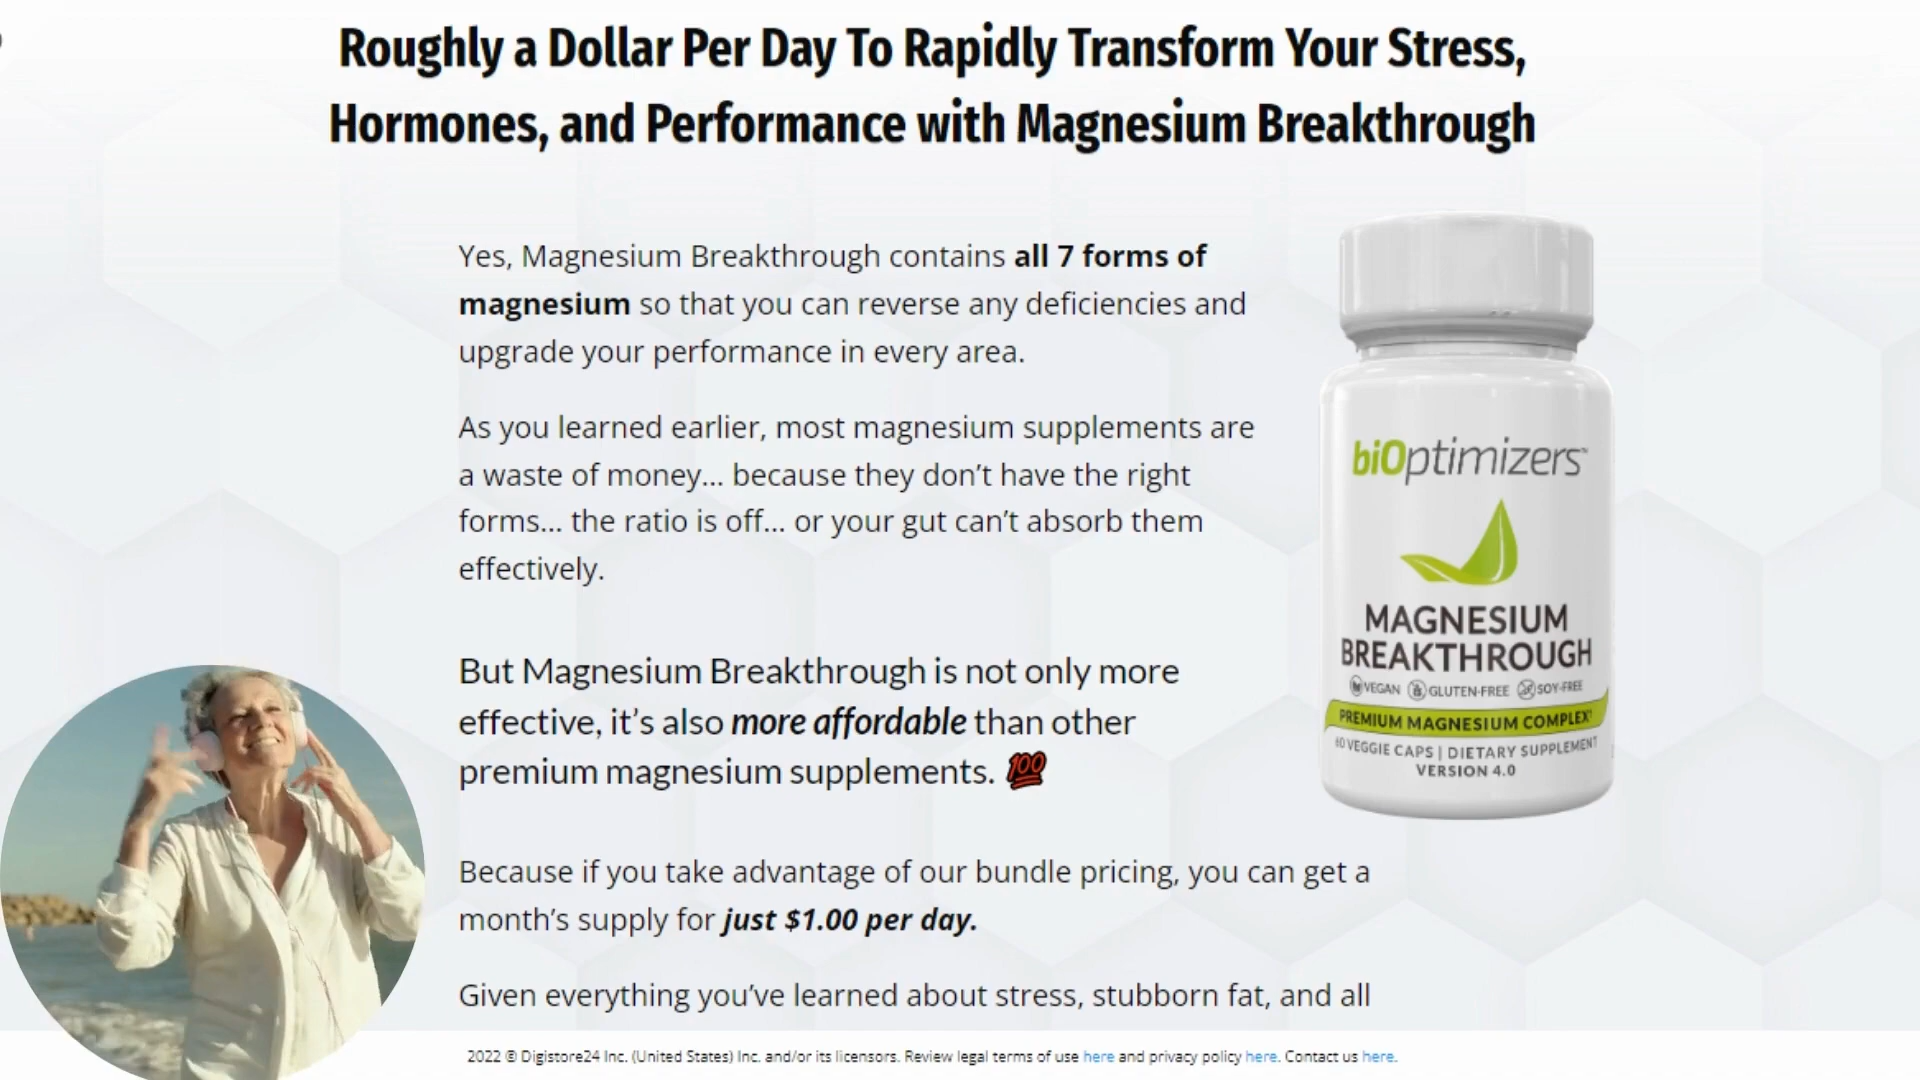 Roughly a Dollar Per Day To Rapidly Transform Your Stress,
Hormones, and Performance with Magnesium Breakthrough
Yes, Magnesium Breakthrough contains all 7 forms of
magnesium so that you can reverse any deficiencies and
upgrade your performance in every area.
As you learned earlier, most magnesium supplements are
a waste of money... because they don't have the right
forms... the ratio is off... or your gut can't absorb them
effectively.
But Magnesium Breakthrough is not only more
effective, it's also more affordable than other
premium magnesium supplements. 💯
Because if you take advantage of our bundle pricing, you can get a
month's supply for just $1.00 per day.
Given everything you've learned about stress, stubborn fat, and all
biOptimizers™
MAGNESIUM
BREAKTHROUGH
VEGAN GLUTEN-FREE SOY-FREE
PREMIUM MAGNESIUM COMPLEX
60 VEGGIE CAPS | DIETARY SUPPLEMENT
VERSION 4.0
2022 © Digistore24 Inc. (United States) Inc. and/or its licensors. Review legal terms of use here and privacy policy here. Contact us here.